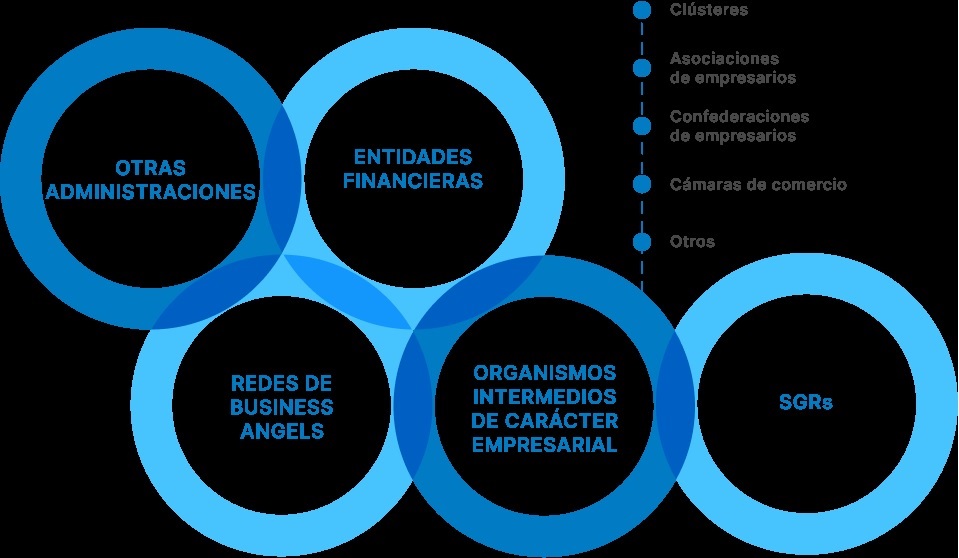 Clústeres
Asociaciones
de empresarios
Confederaciones
de empresarios
Cámaras de comercio
Otros
OTRAS
ADMINISTRACIONES
ENTIDADES
FINANCIERAS
REDES DE
BUSINESS
ANGELS
ORGANISMOS
INTERMEDIOS
DE CARÁCTER
EMPRESARIAL
SGRs